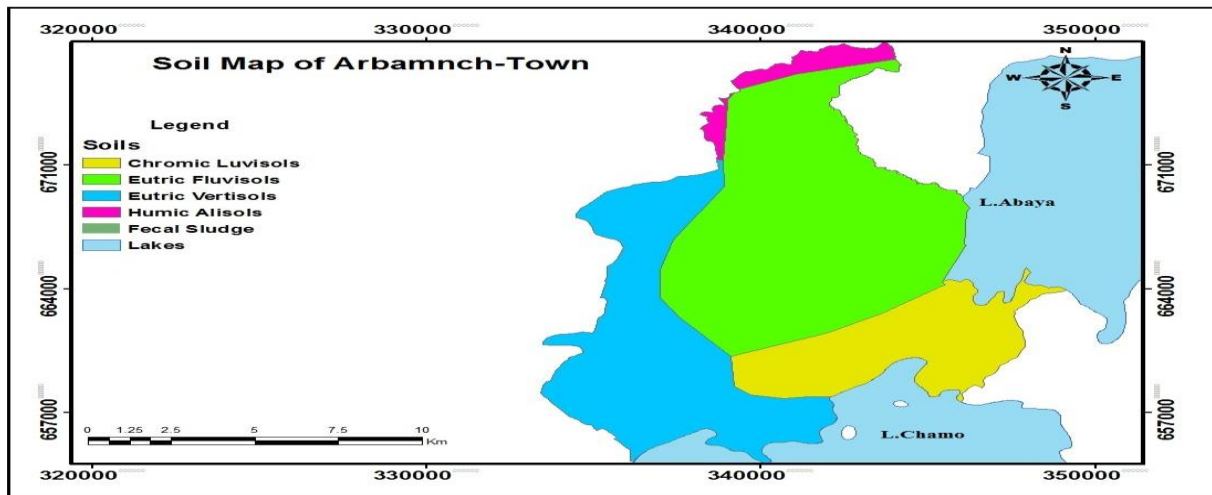 320000 330000 340000 350000
Soil Map of Arbamnch-Town
N
W E
S
Legend
Soils
Chromic Luvisols
Eutric Fluvisols
Eutric Vertisols
Humic Alisols
Fecal Sludge
Lakes
L.Abaya
L.Chamo
671000 671000
664000 664000
657000 657000
0 1.25 2.5 5 7.5 10
Km
320000 330000 340000 350000